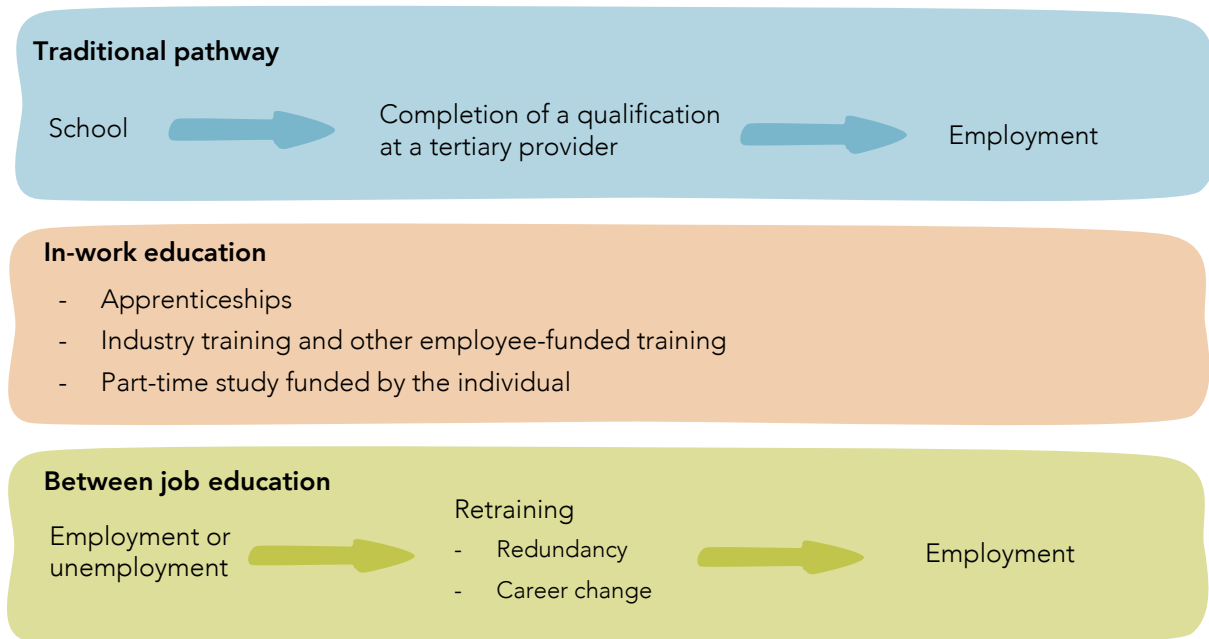 Traditional pathway
School
Completion of a qualification
at a tertiary provider
Employment
In-work education
- Apprenticeships
- Industry training and other employee-funded training
- Part-time study funded by the individual
Between job education
Employment or
unemployment
Retraining
- Redundancy
- Career change
Employment